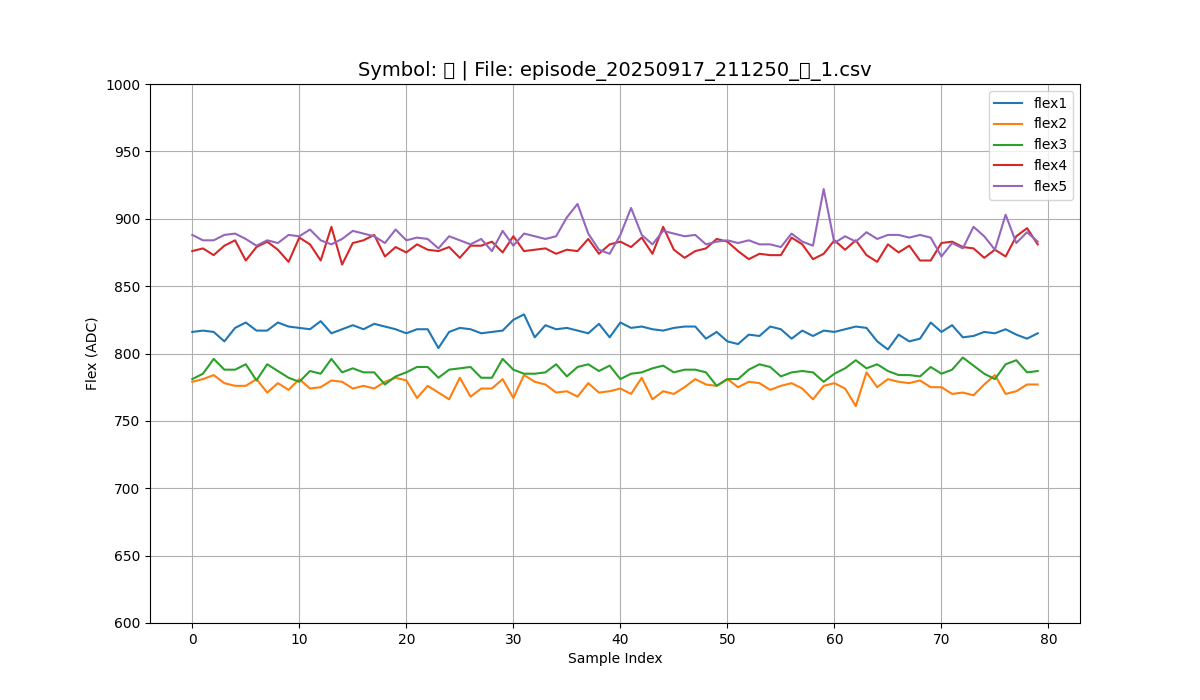 Symbol: | File: episode_20250917_211250_ _1.csv
flex1
flex2
flex3
flex4
flex5
Flex (ADC)
1000
950
900
850
800
750
700
650
600
0 10 20 30 40 50 60 70 80
Sample Index